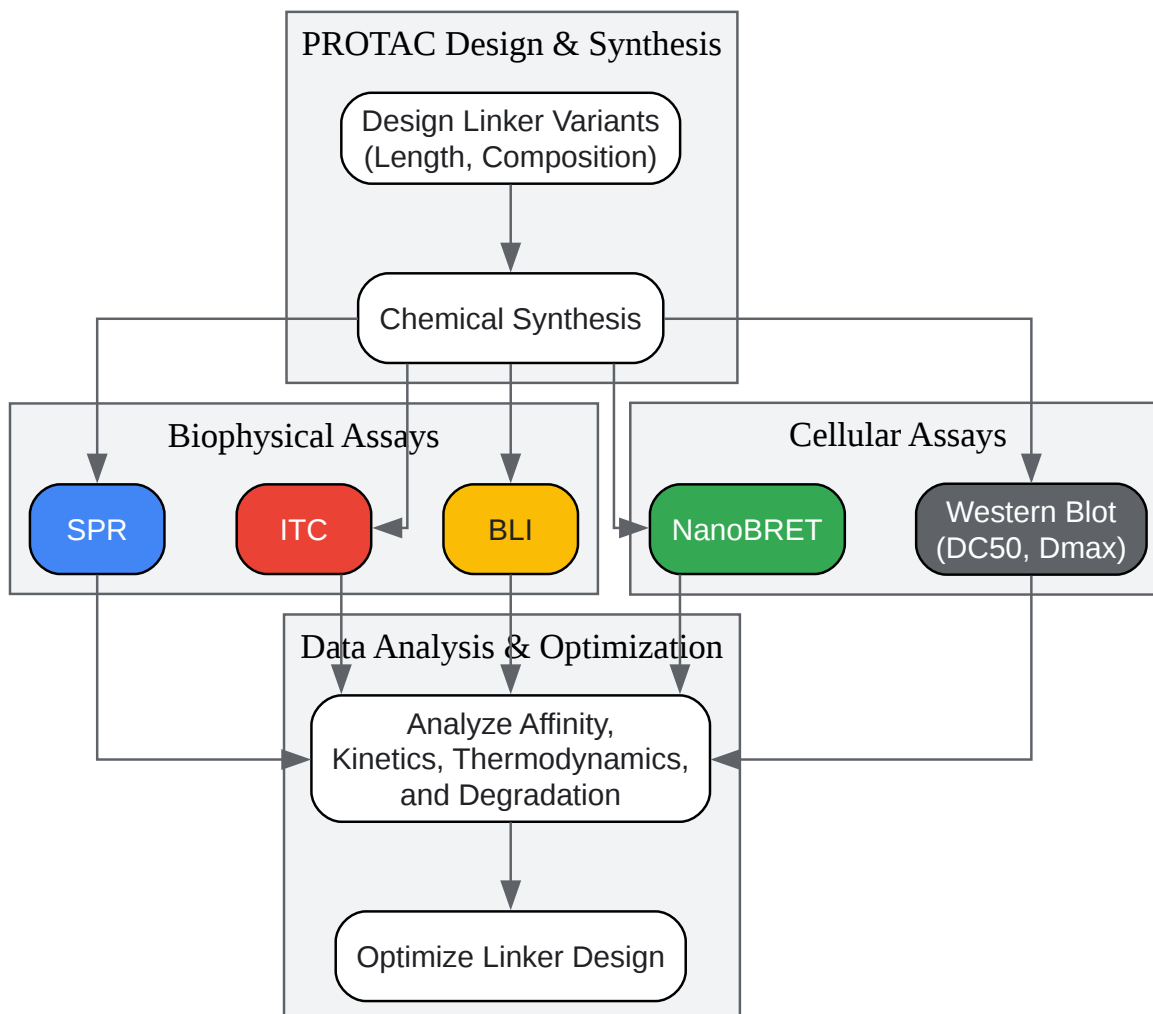 PROTAC Design & Synthesis
Design Linker Variants
(Length, Composition)
Chemical Synthesis
Biophysical Assays
Cellular Assays
SPR
ITC
BLI
NanoBRET
Western Blot
(DC50, Dmax)
Data Analysis & Optimization
Analyze Affinity,
Kinetics, Thermodynamics,
and Degradation
Optimize Linker Design